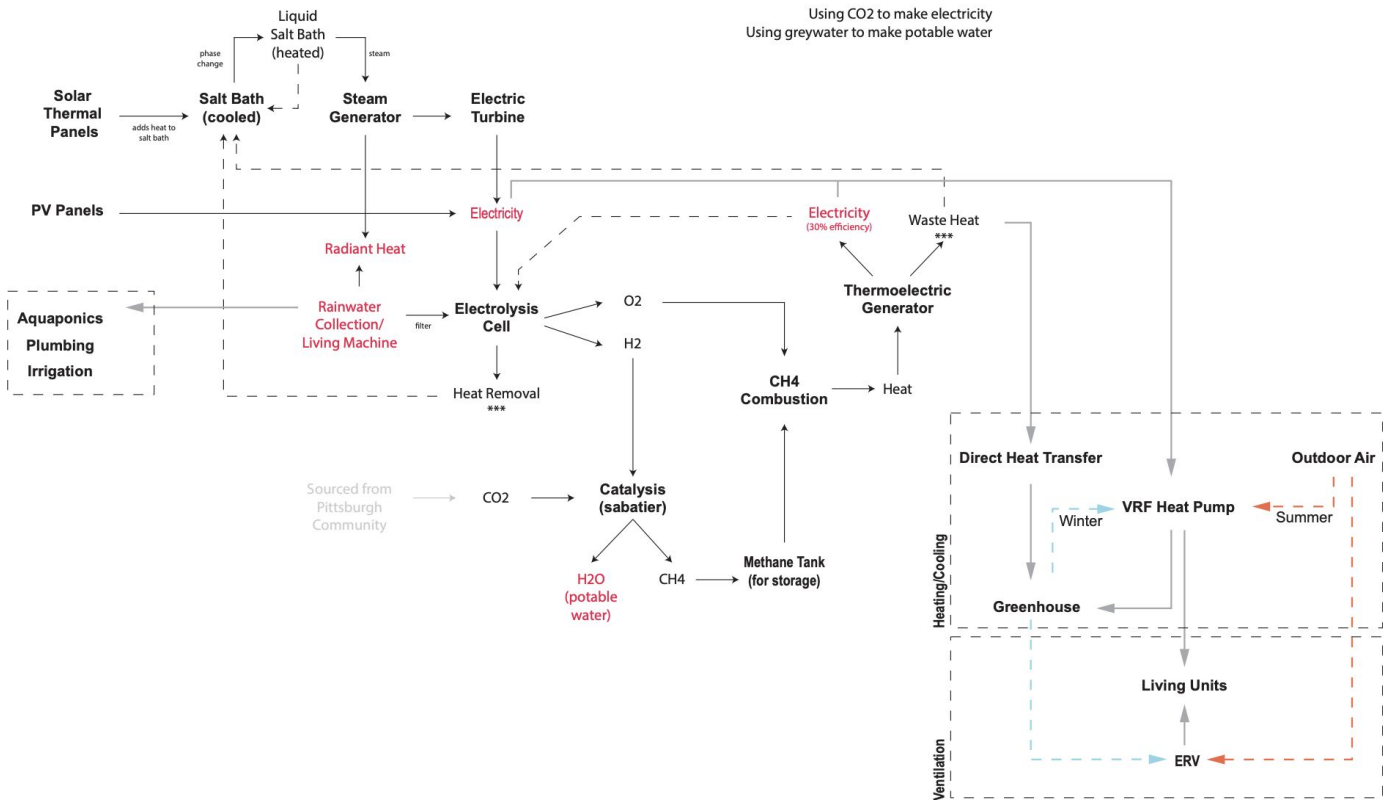 Using CO2 to make electricity
Using greywater to make potable water
Liquid
Salt Bath
(heated)
phase
change
steam
Solar
Thermal
Panels
adds heat to
salt bath
Salt Bath
(cooled)
Steam
Generator
Electric
Turbine
PV Panels
Electricity
Electricity
(30% efficiency)
Waste Heat
***
Radiant Heat
Thermoelectric
Generator
Aquaponics
Plumbing
Irrigation
Rainwater
Collection/
Living Machine
filter
Electrolysis
Cell
O2
H2
Heat Removal
***
CH4
Combustion
Heat
Sourced from
Pittsburgh
Community
CO2
Catalysis
(sabatier)
H2O
(potable
water)
CH4
Methane Tank
(for storage)
Direct Heat Transfer
Outdoor Air
VRF Heat Pump
Winter
Summer
Greenhouse
Heating/Cooling
Living Units
ERV
Ventilation